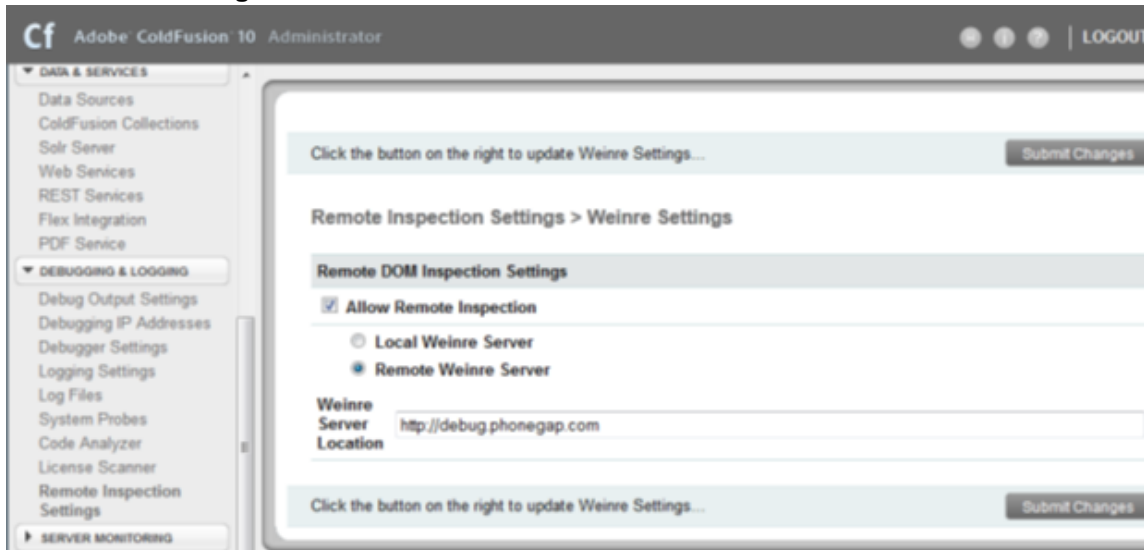 Cf Adobe ColdFusion 10 Administrator
LOGOUT
DATA & SERVICES
Data Sources
ColdFusion Collections
Solr Server
Web Services
REST Services
Flex Integration
PDF Service
DEBUGGING & LOGGING
Debug Output Settings
Debugging IP Addresses
Debugger Settings
Logging Settings
Log Files
System Probes
Code Analyzer
License Scanner
Remote Inspection
Settings
SERVER MONITORING
Click the button on the right to update Weinre Settings...
Submit Changes
Remote Inspection Settings > Weinre Settings
Remote DOM Inspection Settings
Allow Remote Inspection
Local Weinre Server
Remote Weinre Server
Weinre
Server
Location
http://debug.phonegap.com
Click the button on the right to update Weinre Settings...
Submit Changes